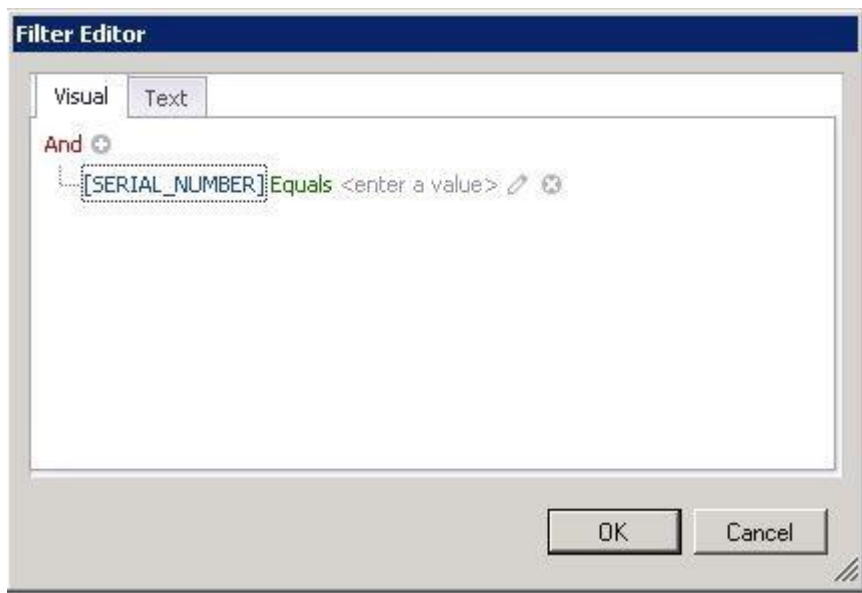 Filter Editor
Visual Text
And
[SERIAL_NUMBER] Equals <enter a value>
OK Cancel